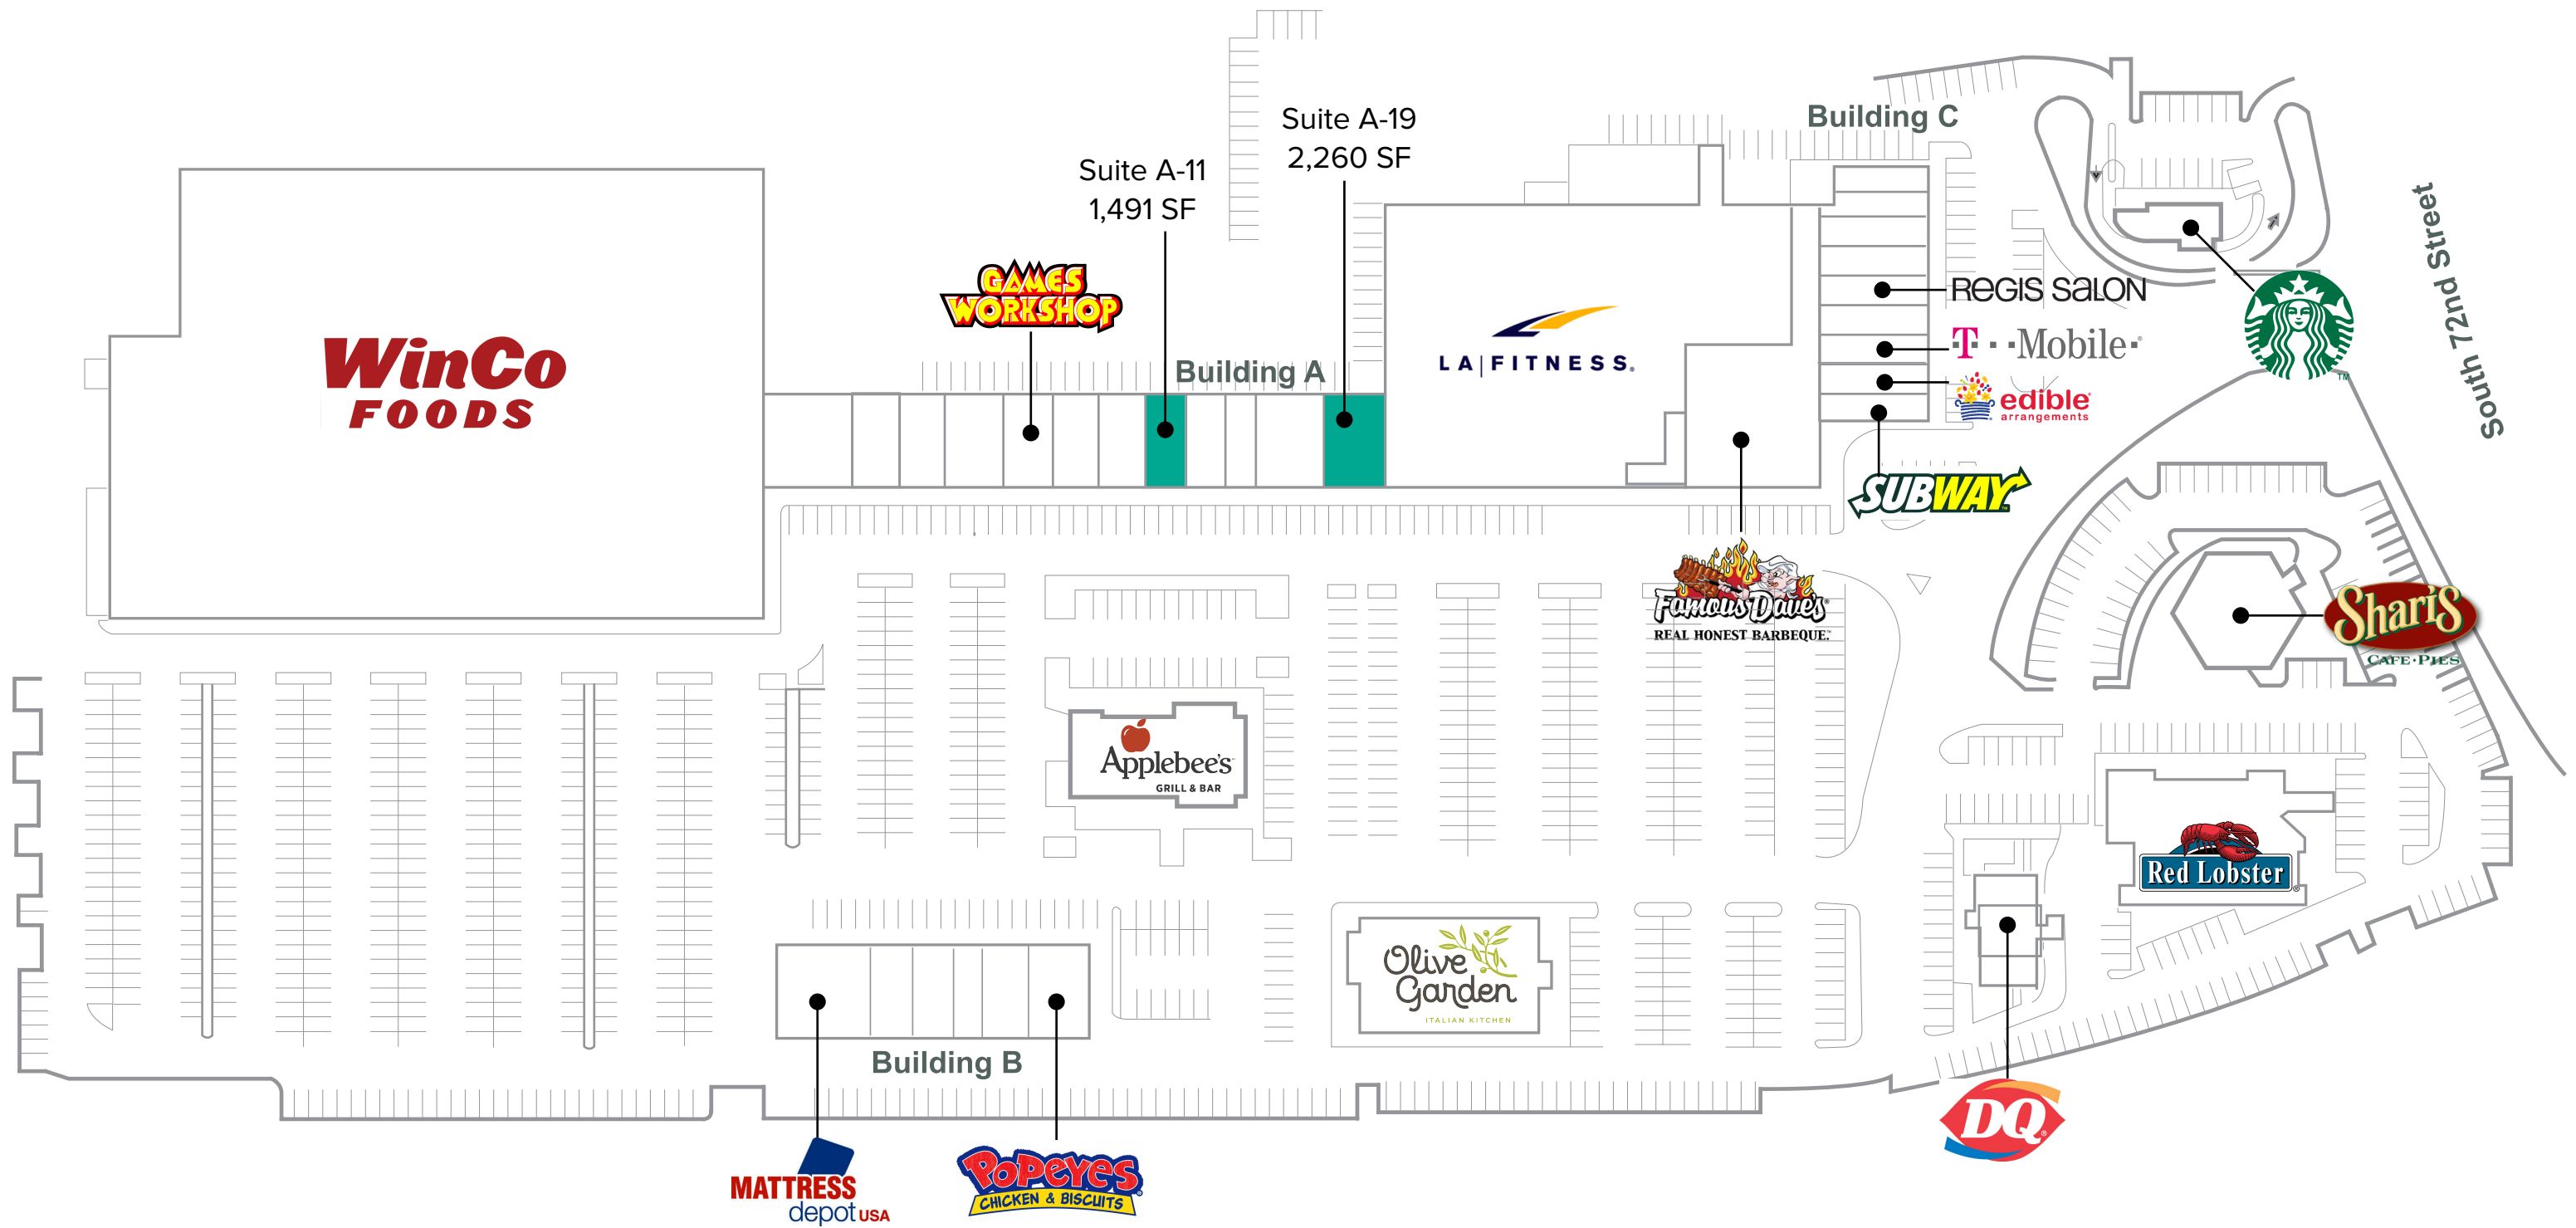 Building C
Suite A-19
2,260 SF
Suite A-11
1,491 SF
South 72nd Street
GAMES
WORKSHOP
REGIS SALON
T··Mobile·®
WinCo
FOODS
LA|FITNESS®
Building A
edible®
arrangements
TM
SUBWAY
Famous Dave's®
REAL HONEST BARBEQUE.™
Sharis
CAFE·PIES
Applebee's
GRILL & BAR
Red Lobster®
Olive
Garden
ITALIAN KITCHEN
Building B
DQ®
MATTRESS
depot USA
POPEYES®
CHICKEN & BISCUITS